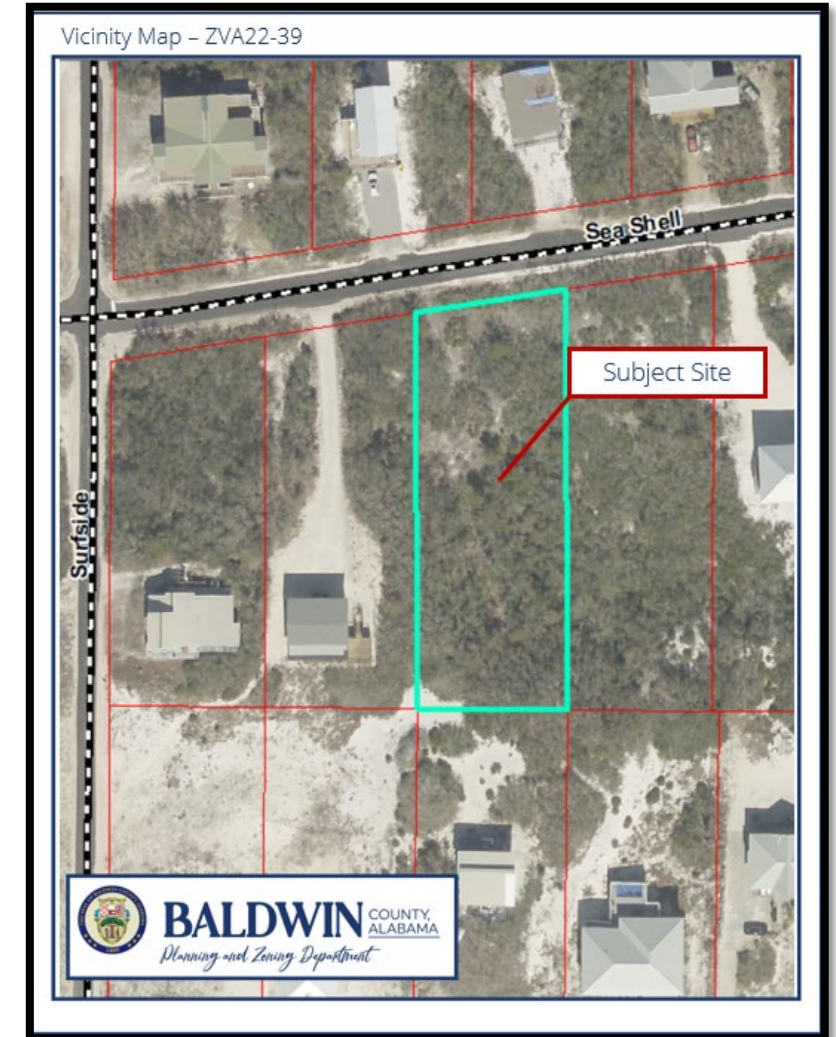 Vicinity Map – ZVA22-39
Sea Shell
Subject Site
Surfside
BALDWIN COUNTY, ALABAMA
Planning and Zoning Department